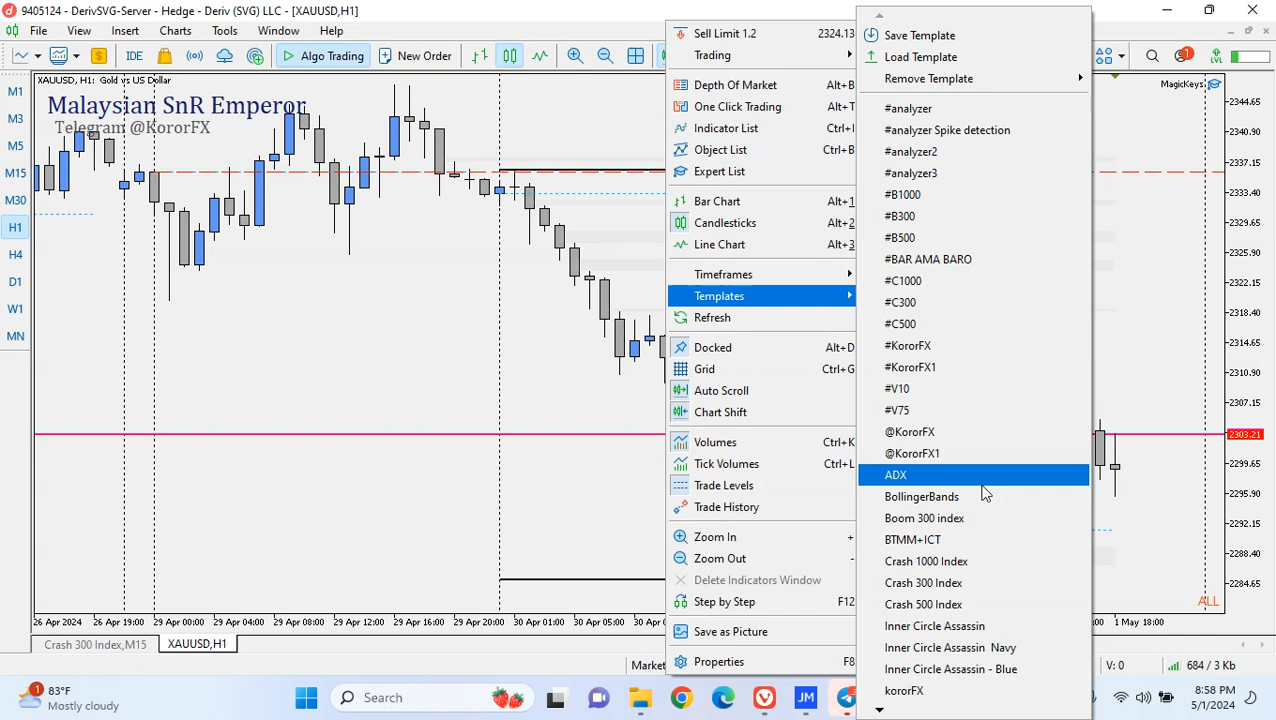 9405124 - DerivSVG-Server - Hedge - Deriv (SVG) LLC - [XAUUSD,H1]
File View Insert Charts Tools Window Help
IDE Algo Trading New Order LVL 1
M1
M3
M5
M15
M30
H1
H4
D1
W1
MN
XAUUSD, H1: Gold vs US Dollar
Malaysian SnR Emperor
Telegram @KororFX
MagicKeys
Sell Limit 1.2 2324.13
Trading
Depth Of Market Alt+B
One Click Trading Alt+T
Indicator List Ctrl+I
Object List Ctrl+B
Expert List
Bar Chart Alt+1
Candlesticks Alt+2
Line Chart Alt+3
Timeframes
Templates
Refresh
Docked Alt+D
Grid Ctrl+G
Auto Scroll
Chart Shift
Volumes Ctrl+K
Tick Volumes Ctrl+L
Trade Levels
Trade History
Zoom In +
Zoom Out -
Delete Indicators Window
Step by Step F12
Save as Picture
Properties F8
Save Template
Load Template
Remove Template
#analyzer
#analyzer Spike detection
#analyzer2
#analyzer3
#B1000
#B300
#B500
#BAR AMA BARO
#C1000
#C300
#C500
#KororFX
#KororFX1
#V10
#V75
@KororFX
@KororFX1
ADX
BollingerBands
Boom 300 index
BTMM+ICT
Crash 1000 Index
Crash 300 Index
Crash 500 Index
Inner Circle Assassin
Inner Circle Assassin  Navy
Inner Circle Assassin - Blue
kororFX
2344.65
2340.90
2337.15
2333.40
2329.65
2325.90
2322.15
2318.40
2314.65
2310.90
2307.15
2303.21
2299.65
2295.90
2292.15
2288.40
2284.65
ALL
26 Apr 2024 26 Apr 20:00 29 Apr 04:00 29 Apr 08:00 29 Apr 12:00 29 Apr 16:00 29 Apr 20:00 30 Apr 01:00 30 Apr 05:00 30 Apr 1 May 18:00
Crash 300 Index,M15 XAUUSD,H1
Market V: 0 684 / 3 Kb
83°F
Mostly cloudy
Search
JM
8:58 PM
5/1/2024